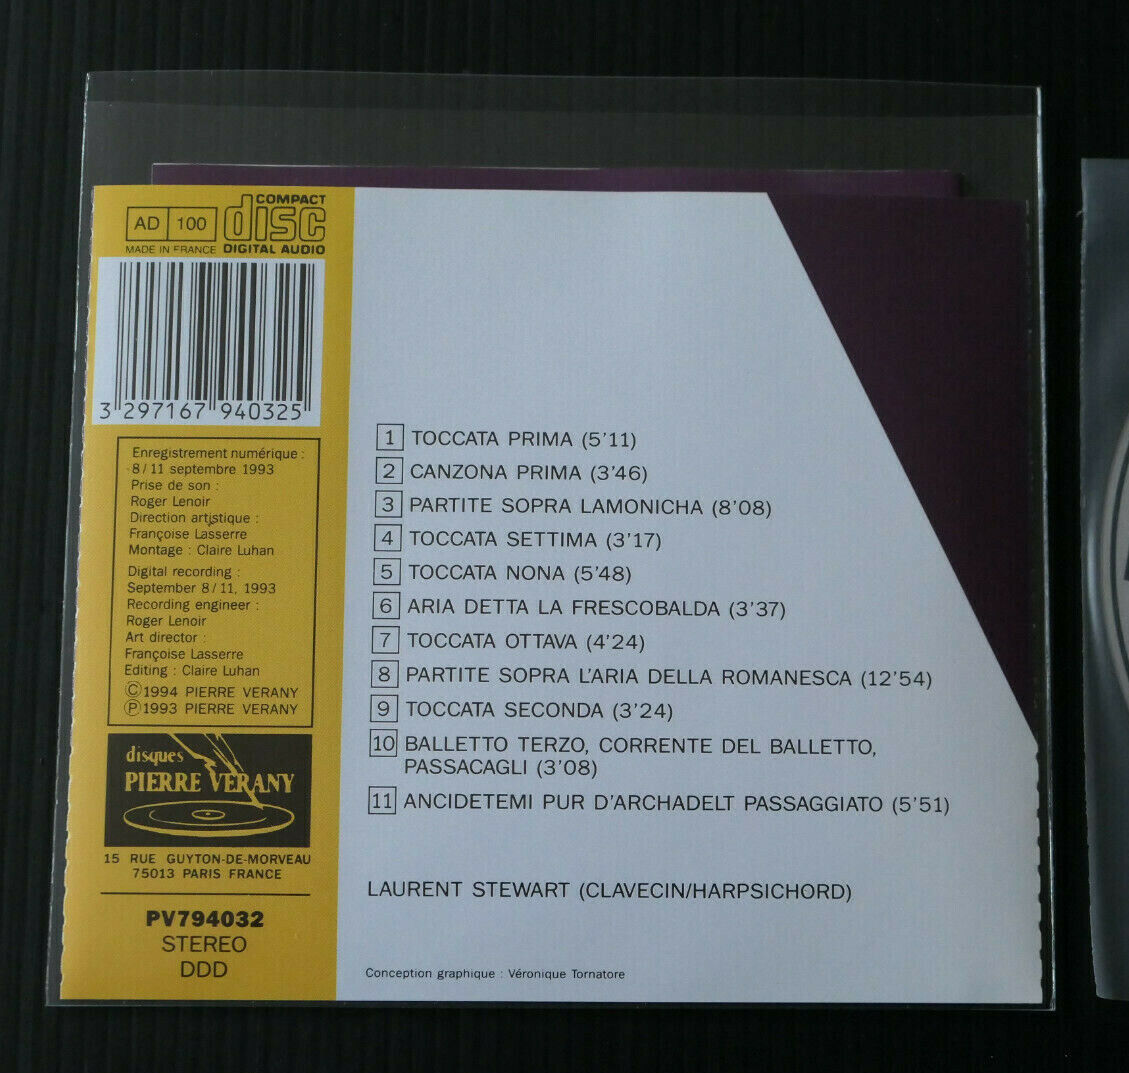 AD 100
COMPACT
disc
DIGITAL AUDIO
MADE IN FRANCE
3 297167 940325
Enregistrement numérique :
8/11 septembre 1993
Prise de son :
Roger Lenoir
Direction artistique :
Françoise Lasserre
Montage : Claire Luhan
Digital recording :
September 8/11, 1993
Recording engineer :
Roger Lenoir
Art director :
Françoise Lasserre
Editing : Claire Luhan
©1994 PIERRE VERANY
℗1993 PIERRE VERANY
disques
PIERRE VERANY
15 RUE GUYTON-DE-MORVEAU
75013 PARIS FRANCE
PV794032
STEREO
DDD
1 TOCCATA PRIMA (5'11)
2 CANZONA PRIMA (3'46)
3 PARTITE SOPRA LAMONICHA (8'08)
4 TOCCATA SETTIMA (3'17)
5 TOCCATA NONA (5'48)
6 ARIA DETTA LA FRESCOBALDA (3'37)
7 TOCCATA OTTAVA (4'24)
8 PARTITE SOPRA L'ARIA DELLA ROMANESCA (12'54)
9 TOCCATA SECONDA (3'24)
10 BALLETTO TERZO, CORRENTE DEL BALLETTO,
PASSACAGLI (3'08)
11 ANCIDETEMI PUR D'ARCHADELT PASSAGGIATO (5'51)
LAURENT STEWART (CLAVECIN/HARPSICHORD)
Conception graphique : Véronique Tornatore